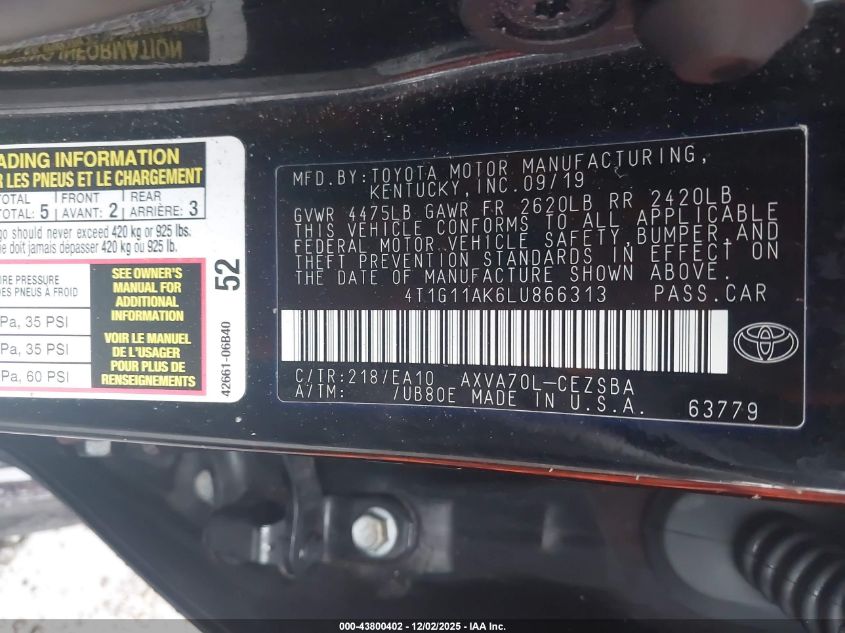 INFORMATION
ADING INFORMATION
R LES PNEUS ET LE CHARGEMENT
TOTAL FRONT REAR
TOTAL: 5 AVANT: 2 ARRIÈRE: 3
go should never exceed 420 kg or 925 lbs.
e doit jamais dépasser 420 kg ou 925 lb.
PRESSURE
DES PNEUS À FROID
Pa, 35 PSI
Pa, 35 PSI
Pa, 60 PSI
SEE OWNER'S
MANUAL FOR
ADDITIONAL
INFORMATION
VOIR LE MANUEL
DE L'USAGER
POUR PLUS DE
RENSEIGNEMENTS
52
42661-06B40
MFD.BY:TOYOTA MOTOR MANUFACTURING,
KENTUCKY,INC.09/19
GVWR 4475LB GAWR FR 2620LB RR 2420LB
THIS VEHICLE CONFORMS TO ALL APPLICABLE
FEDERAL MOTOR VEHICLE SAFETY,BUMPER,AND
THEFT PREVENTION STANDARDS IN EFFECT ON
THE DATE OF MANUFACTURE SHOWN ABOVE.
4T1G11AK6LU866313 PASS.CAR
C/TR:218/EA10 AXVA70L-CEZSBA
A/TM: /UB80E MADE IN U.S.A. 63779
000-43800402 - 12/02/2025 - IAA Inc.